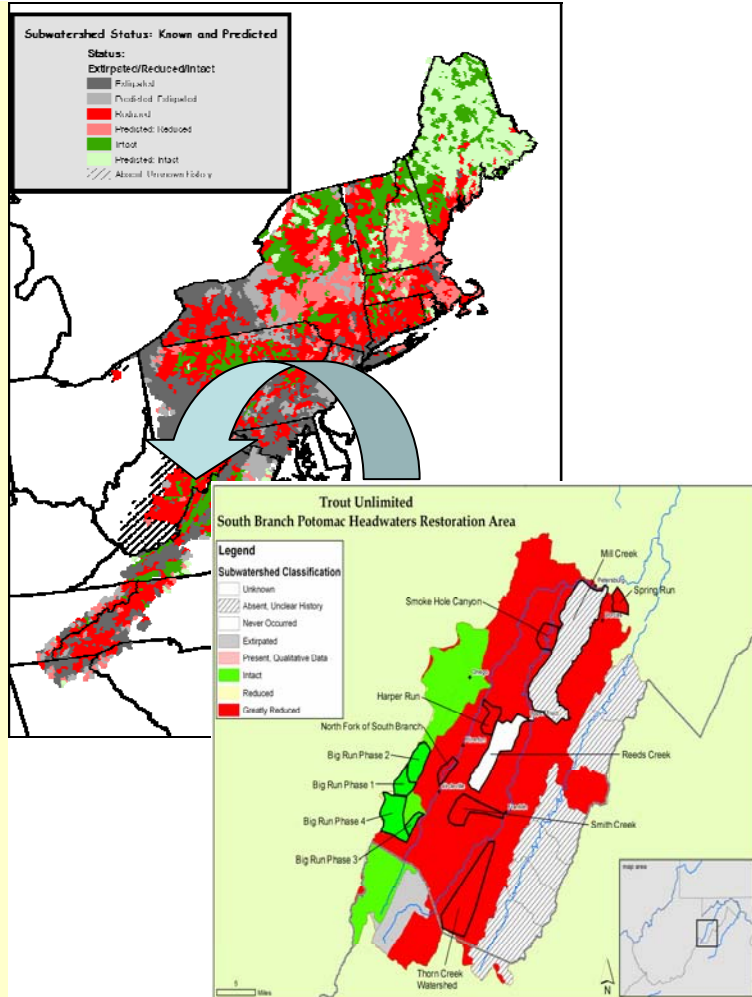 Subwatershed Status: Known and Predicted
Status:
Extirpated/Reduced/Intact
Extirpated
Predicted: Extirpated
Reduced
Predicted: Reduced
Intact
Predicted: Intact
Absent: Unknown History
Trout Unlimited
South Branch Potomac Headwaters Restoration Area
Legend
Subwatershed Classification
Unknown
Absent, Unclear History
Never Occurred
Extirpated
Present, Qualitative Data
Intact
Reduced
Greatly Reduced
Mill Creek
Petersburg
Spring Run
Smoke Hole Canyon
Harper Run
North Fork of South Branch
Big Run Phase 2
Reeds Creek
Big Run Phase 1
Franklin
Big Run Phase 4
Smith Creek
Big Run Phase 3
map area
Thorn Creek
Watershed
Miles
N